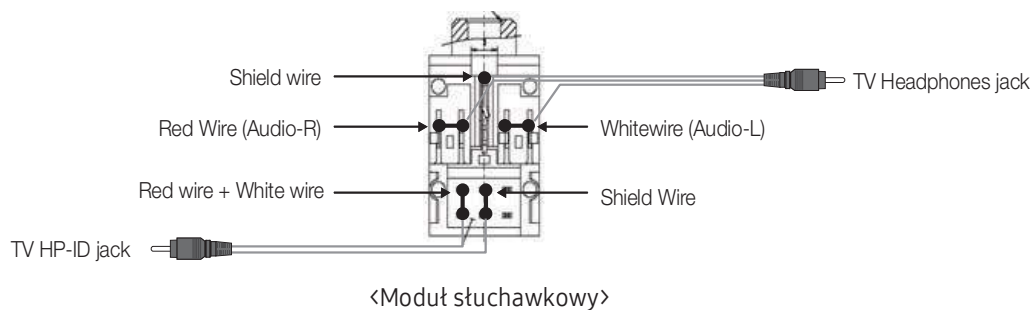 Shield wire
TV Headphones jack
Red Wire (Audio-R)
Whitewire (Audio-L)
Red wire + White wire
Shield Wire
TV HP-ID jack
<Moduł słuchawkowy>